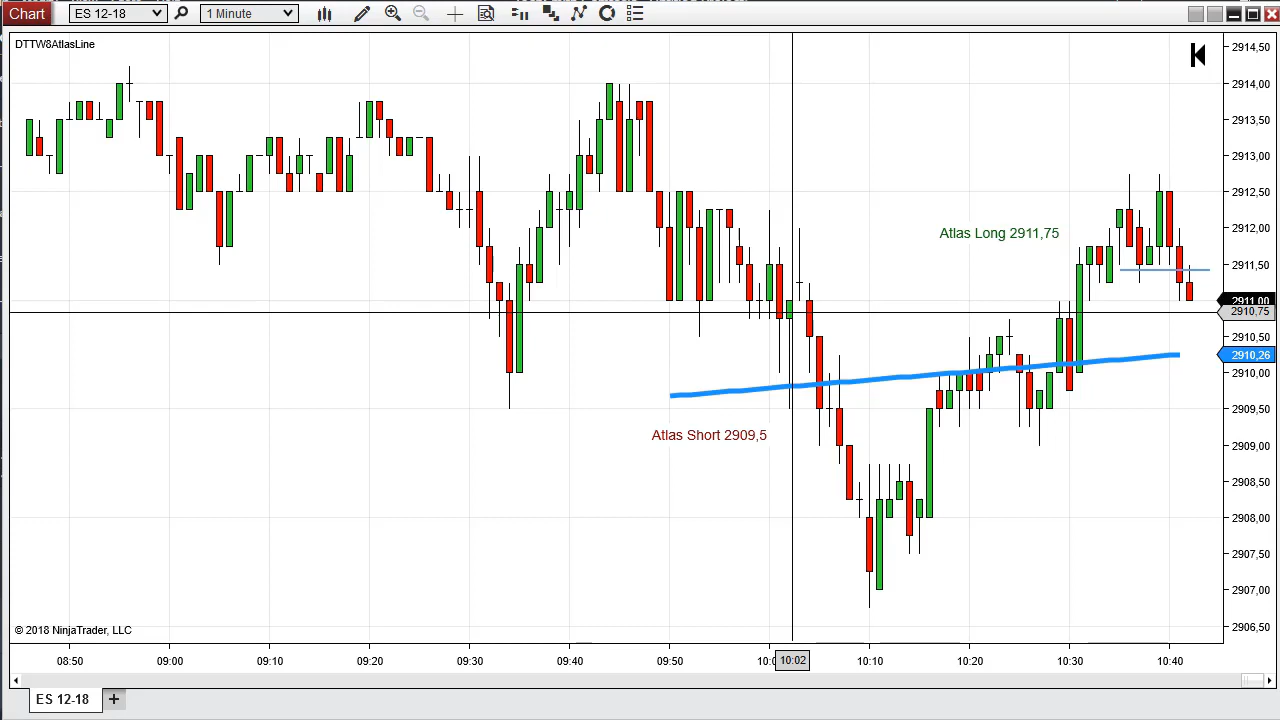 Chart ES 12-18 1 Minute
DTTW8AtlasLine
2914,50
2914,00
2913,50
2913,00
2912,50
Atlas Long 2911,75
2912,00
2911,50
2911,00
2910,75
2910,50
2910,26
2910,00
2909,50
Atlas Short 2909,5
2909,00
2908,50
2908,00
2907,50
2907,00
© 2018 NinjaTrader, LLC
2906,50
08:50 09:00 09:10 09:20 09:30 09:40 09:50 10:02 10:10 10:20 10:30 10:40
ES 12-18 +